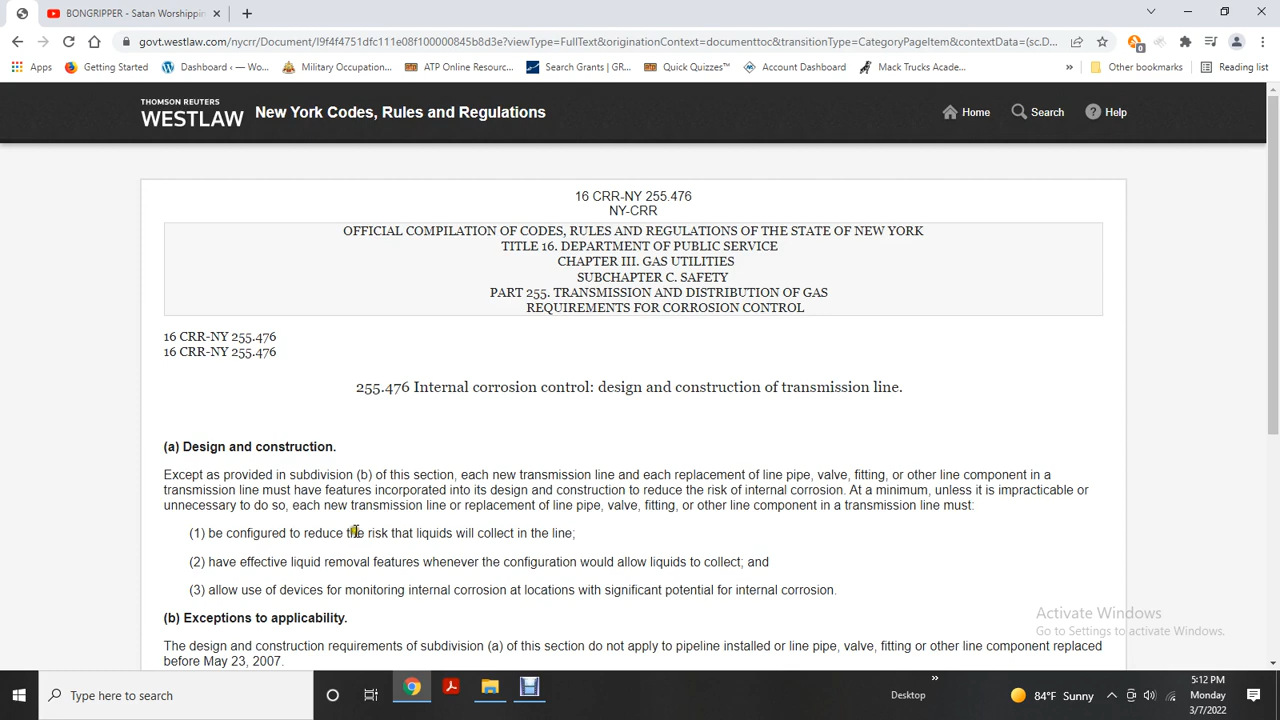 BONGRIPPER - Satan Worshippin
govt.westlaw.com/nycrr/Document/I9f4f4751dfc111e08f100000845b8d3e?viewType=FullText&originationContext=documenttoc&transitionType=CategoryPageItem&contextData=(sc.D...
Apps Getting Started Dashboard ‹ — Wo... Military Occupation... ATP Online Resourc... Search Grants | GR... Quick Quizzes™ Account Dashboard Mack Trucks Acade... » Other bookmarks Reading list
THOMSON REUTERS
WESTLAW New York Codes, Rules and Regulations Home Search Help
16 CRR-NY 255.476
NY-CRR
OFFICIAL COMPILATION OF CODES, RULES AND REGULATIONS OF THE STATE OF NEW YORK
TITLE 16. DEPARTMENT OF PUBLIC SERVICE
CHAPTER III. GAS UTILITIES
SUBCHAPTER C. SAFETY
PART 255. TRANSMISSION AND DISTRIBUTION OF GAS
REQUIREMENTS FOR CORROSION CONTROL
16 CRR-NY 255.476
16 CRR-NY 255.476
255.476 Internal corrosion control: design and construction of transmission line.
(a) Design and construction.
Except as provided in subdivision (b) of this section, each new transmission line and each replacement of line pipe, valve, fitting, or other line component in a
transmission line must have features incorporated into its design and construction to reduce the risk of internal corrosion. At a minimum, unless it is impracticable or
unnecessary to do so, each new transmission line or replacement of line pipe, valve, fitting, or other line component in a transmission line must:
(1) be configured to reduce the risk that liquids will collect in the line;
(2) have effective liquid removal features whenever the configuration would allow liquids to collect; and
(3) allow use of devices for monitoring internal corrosion at locations with significant potential for internal corrosion.
(b) Exceptions to applicability.
The design and construction requirements of subdivision (a) of this section do not apply to pipeline installed or line pipe, valve, fitting or other line component replaced
before May 23, 2007.
Activate Windows
Go to Settings to activate Windows.
Type here to search
Desktop
»
84°F Sunny
5:12 PM
Monday
3/7/2022